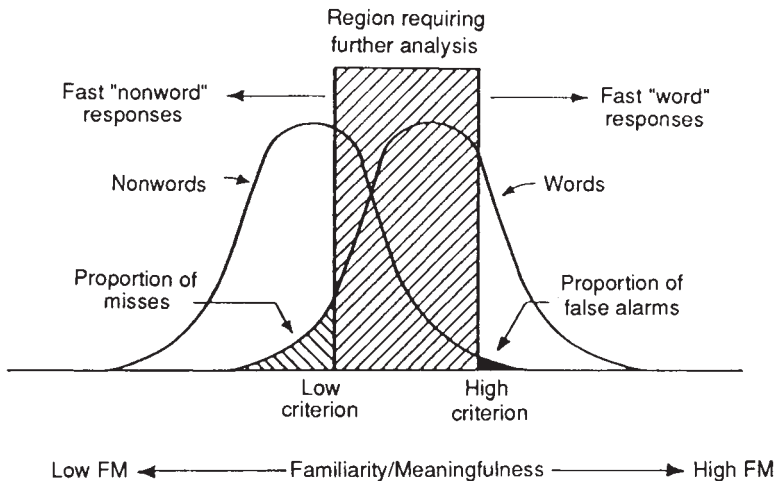 Region requiring
further analysis
Fast "nonword"
responses
Fast "word"
responses
Nonwords
Words
Proportion of
misses
Proportion of
false alarms
Low
criterion
High
criterion
Low FM
Familiarity/Meaningfulness
High FM